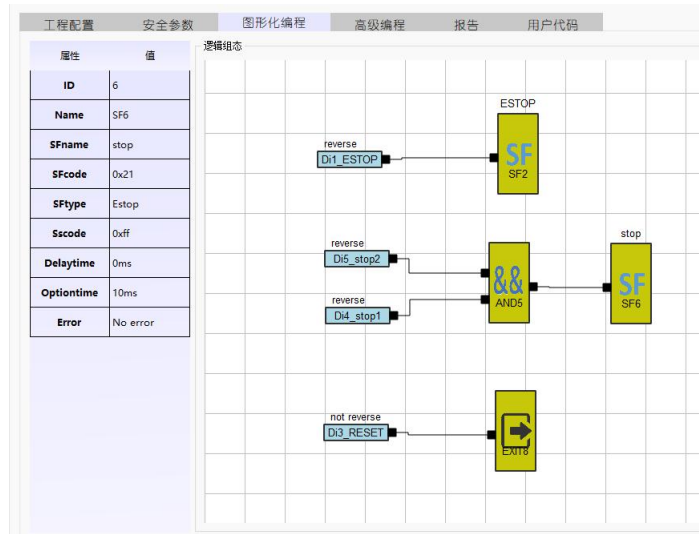 工程配置 安全参数 图形化编程 高级编程 报告 用户代码
属性 值
ID 6
Name SF6
SFname stop
SFcode 0x21
SFtype Estop
Sscode 0xff
Delaytime 0ms
Optiontime 10ms
Error No error
逻辑组态
ESTOP
reverse
Di1_ESTOP
SF
SF2
reverse
Di5_stop2
reverse
Di4_stop1
&&
AND5
stop
SF
SF6
not reverse
Di3_RESET
EXIT8